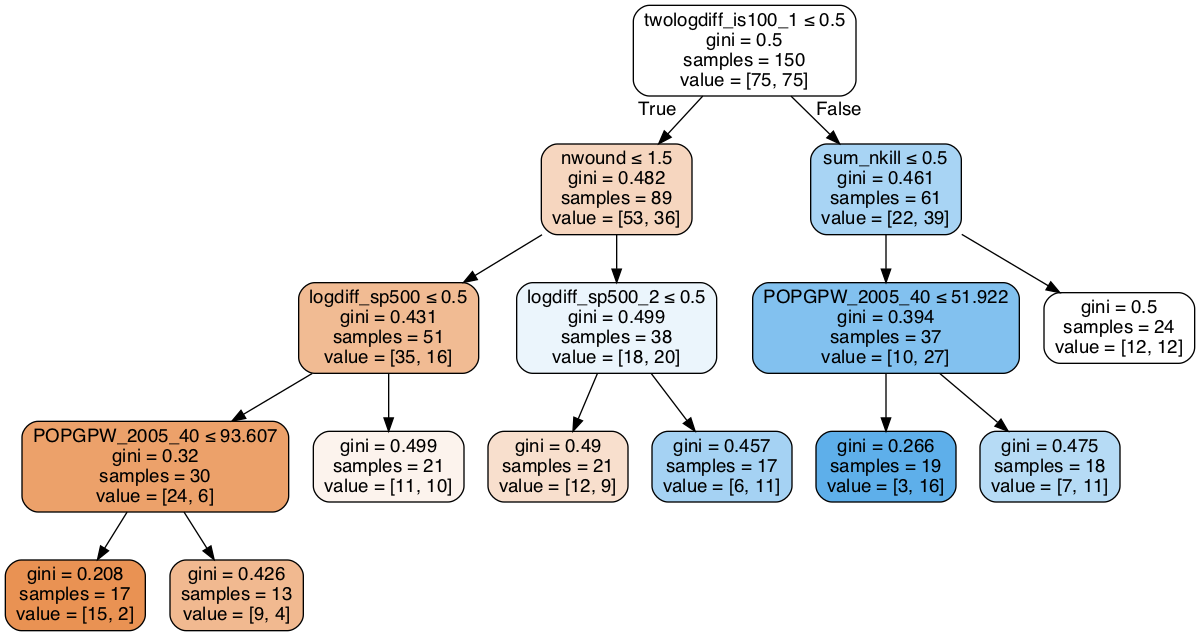 twologdiff_is100_1 ≤ 0.5
gini = 0.5
samples = 150
value = [75, 75]
True
False
nwound ≤ 1.5
gini = 0.482
samples = 89
value = [53, 36]
sum_nkill ≤ 0.5
gini = 0.461
samples = 61
value = [22, 39]
logdiff_sp500 ≤ 0.5
gini = 0.431
samples = 51
value = [35, 16]
logdiff_sp500_2 ≤ 0.5
gini = 0.499
samples = 38
value = [18, 20]
POPGPW_2005_40 ≤ 51.922
gini = 0.394
samples = 37
value = [10, 27]
gini = 0.5
samples = 24
value = [12, 12]
POPGPW_2005_40 ≤ 93.607
gini = 0.32
samples = 30
value = [24, 6]
gini = 0.499
samples = 21
value = [11, 10]
gini = 0.49
samples = 21
value = [12, 9]
gini = 0.457
samples = 17
value = [6, 11]
gini = 0.266
samples = 19
value = [3, 16]
gini = 0.475
samples = 18
value = [7, 11]
gini = 0.208
samples = 17
value = [15, 2]
gini = 0.426
samples = 13
value = [9, 4]